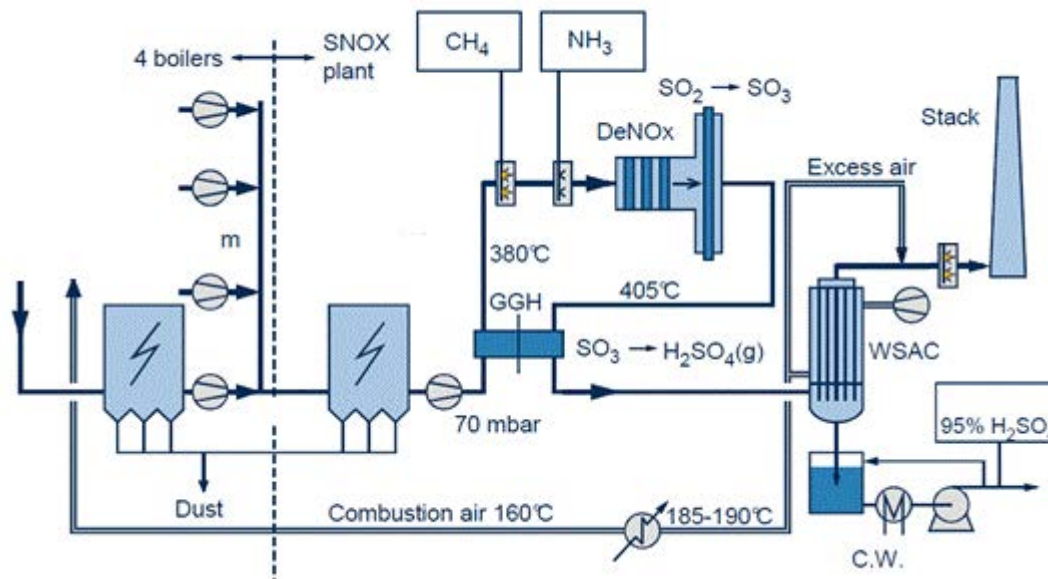 CH₄
NH₃
4 boilers
SNOX
plant
SO₂ → SO₃
DeNOx
Stack
Excess air
m
380℃
405℃
GGH
SO₃ → H₂SO₄(g)
WSAC
70 mbar
95% H₂SO
Dust
Combustion air 160℃
185-190℃
C.W.